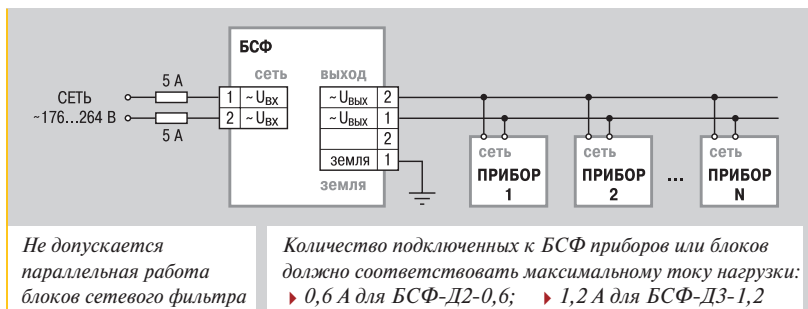 БСФ
сеть выход
5 А
СЕТЬ
~176...264 В
5 А
1 ~ Uвх
2 ~ Uвх
~ Uвых 2
~ Uвых 1
2
земля 1
земля
сеть
ПРИБОР
1
сеть
ПРИБОР
2
...
сеть
ПРИБОР
N
Не допускается
параллельная работа
блоков сетевого фильтра
Количество подключенных к БСФ приборов или блоков
должно соответствовать максимальному току нагрузки:
0,6 А для БСФ-Д2-0,6; 1,2 А для БСФ-Д3-1,2